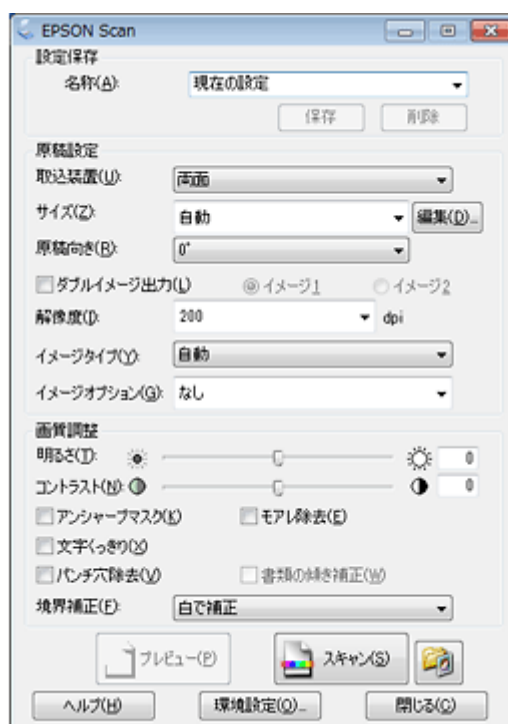 EPSON Scan
設定保存
名称(A): 現在の設定
保存 削除
原稿設定
取込装置(U): 両面
サイズ(Z): 自動 編集(D)...
原稿向き(R): 0°
ダブルイメージ出力(L) イメージ1 イメージ2
解像度(I): 200 dpi
イメージタイプ(Y): 自動
イメージオプション(G): なし
画質調整
明るさ(T): 0
コントラスト(N): 0
アンシャープマスク(K) モアレ除去(E)
文字くっきり(X)
パンチ穴除去(V) 書類の傾き補正(W)
境界補正(F): 白で補正
プレビュー(P) スキャン(S)
ヘルプ(H) 環境設定(O)... 閉じる(C)